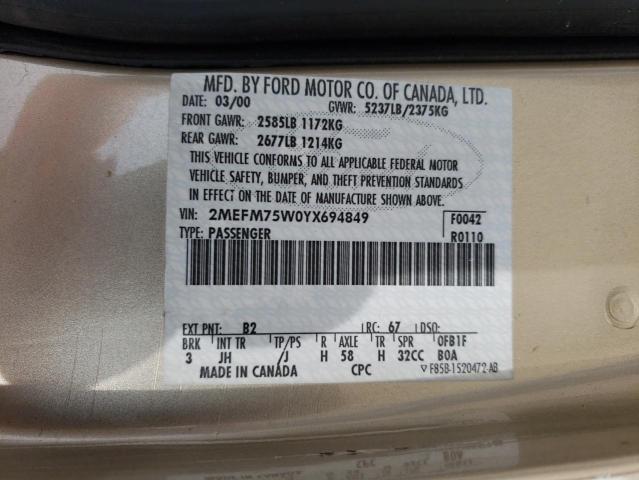 MFD. BY FORD MOTOR CO. OF CANADA, LTD.
DATE: 03/00 GVWR: 5237LB/2375KG
FRONT GAWR: 2585LB 1172KG
REAR GAWR: 2677LB 1214KG
THIS VEHICLE CONFORMS TO ALL APPLICABLE FEDERAL MOTOR
VEHICLE SAFETY, BUMPER, AND THEFT PREVENTION STANDARDS
IN EFFECT ON THE DATE OF MANUFACTURE SHOWN ABOVE.
VIN: 2MEFM75W0YX694849 F0042
TYPE: PASSENGER R0110
EXT PNT: B2 RC: 67 DSO:
BRK INT TR TP/PS R AXLE TR SPR 0FB1F
3 JH /J H 58 H 32CC B0A
MADE IN CANADA CPC F85B-1520472-AB